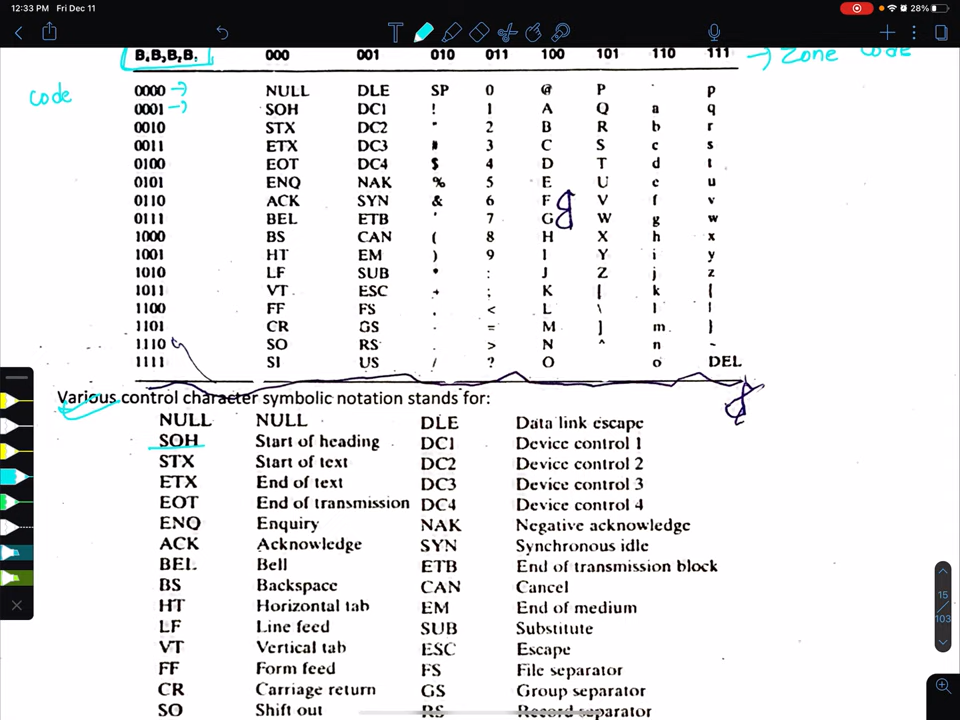 12:33 PM Fri Dec 11 28%
B₄B₃B₂B₁ 000 001 010 011 100 101 110 111 → Zone Code
Code
0000 → NULL DLE SP 0 @ P ` p
0001 → SOH DC1 ! 1 A Q a q
0010 STX DC2 " 2 B R b r
0011 ETX DC3 # 3 C S c s
0100 EOT DC4 $ 4 D T d t
0101 ENQ NAK % 5 E U e u
0110 ACK SYN & 6 F V f v
0111 BEL ETB ' 7 G W g w
1000 BS CAN ( 8 H X h x
1001 HT EM ) 9 I Y i y
1010 LF SUB * : J Z j z
1011 VT ESC + ; K [ k {
1100 FF FS , < L \ l |
1101 CR GS - = M ] m }
1110 SO RS . > N ^ n ~
1111 SI US / ? O o DEL
Various control character symbolic notation stands for:
NULL NULL DLE Data link escape
SOH Start of heading DC1 Device control 1
STX Start of text DC2 Device control 2
ETX End of text DC3 Device control 3
EOT End of transmission DC4 Device control 4
ENQ Enquiry NAK Negative acknowledge
ACK Acknowledge SYN Synchronous idle
BEL Bell ETB End of transmission block
BS Backspace CAN Cancel
HT Horizontal tab EM End of medium
LF Line feed SUB Substitute
VT Vertical tab ESC Escape
FF Form feed FS File separator
CR Carriage return GS Group separator
SO Shift out RS Record separator
15
103